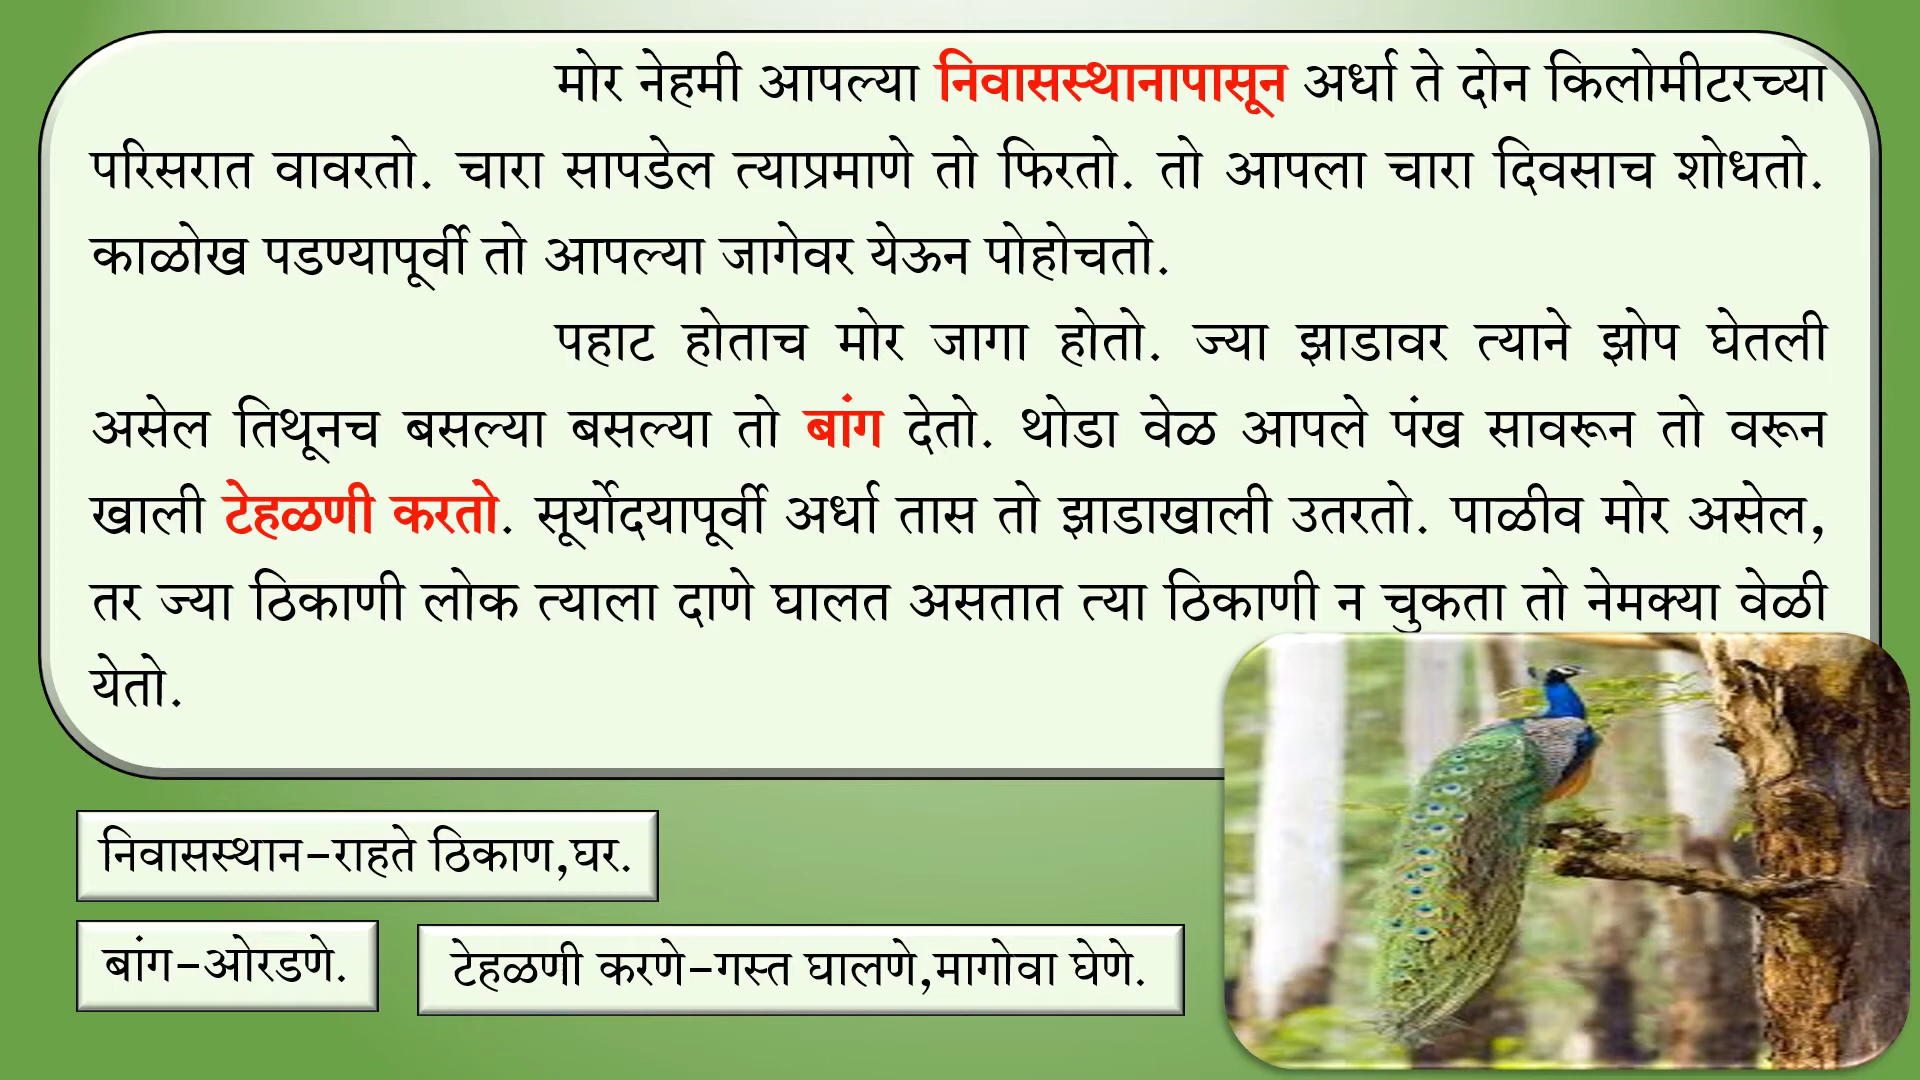 मोर नेहमी आपल्या निवासस्थानापासून अर्धा ते दोन किलोमीटरच्या
परिसरात वावरतो. चारा सापडेल त्याप्रमाणे तो फिरतो. तो आपला चारा दिवसाच शोधतो.
काळोख पडण्यापूर्वी तो आपल्या जागेवर येऊन पोहोचतो.
पहाट होताच मोर जागा होतो. ज्या झाडावर त्याने झोप घेतली
असेल तिथूनच बसल्या बसल्या तो बांग देतो. थोडा वेळ आपले पंख सावरून तो वरून
खाली टेहळणी करतो. सूर्योदयापूर्वी अर्धा तास तो झाडाखाली उतरतो. पाळीव मोर असेल,
तर ज्या ठिकाणी लोक त्याला दाणे घालत असतात त्या ठिकाणी न चुकता तो नेमक्या वेळी
येतो.
निवासस्थान-राहते ठिकाण,घर.
बांग-ओरडणे.
टेहळणी करणे-गस्त घालणे,मागोवा घेणे.